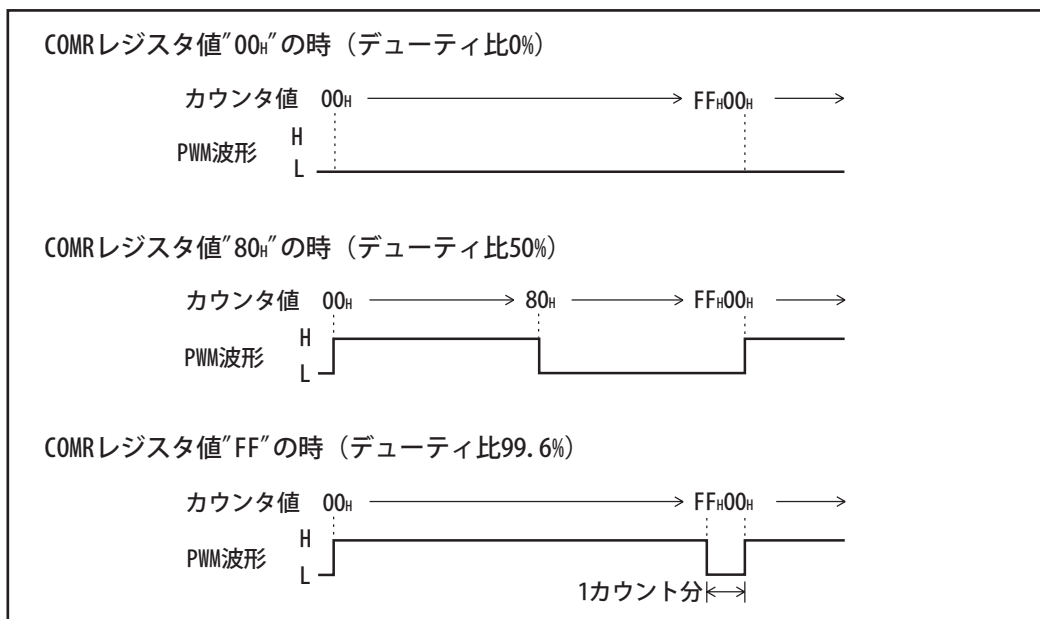 COMRレジスタ値″00H″の時（デューティ比0%）
カウンタ値 00H FFH00H
H
PWM波形
L
COMRレジスタ値″80H″の時（デューティ比50%）
カウンタ値 00H 80H FFH00H
H
PWM波形
L
COMRレジスタ値″FF″の時（デューティ比99.6%）
カウンタ値 00H FFH00H
H
PWM波形
L
1カウント分